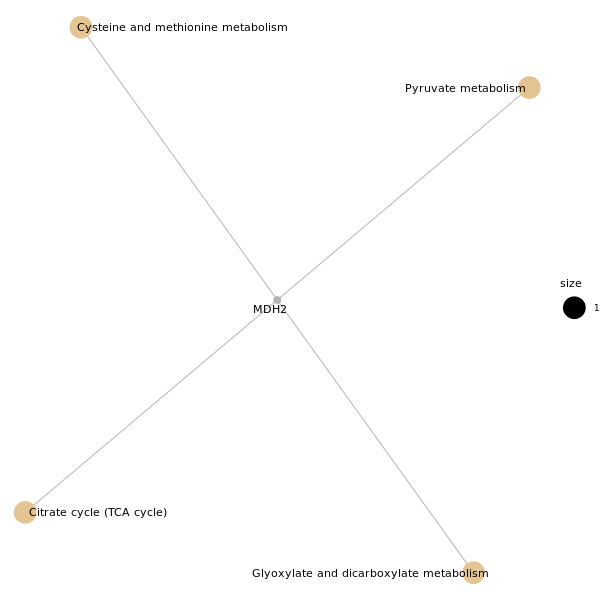 Cysteine and methionine metabolism
Pyruvate metabolism
size
1
MDH2
Citrate cycle (TCA cycle)
Glyoxylate and dicarboxylate metabolism